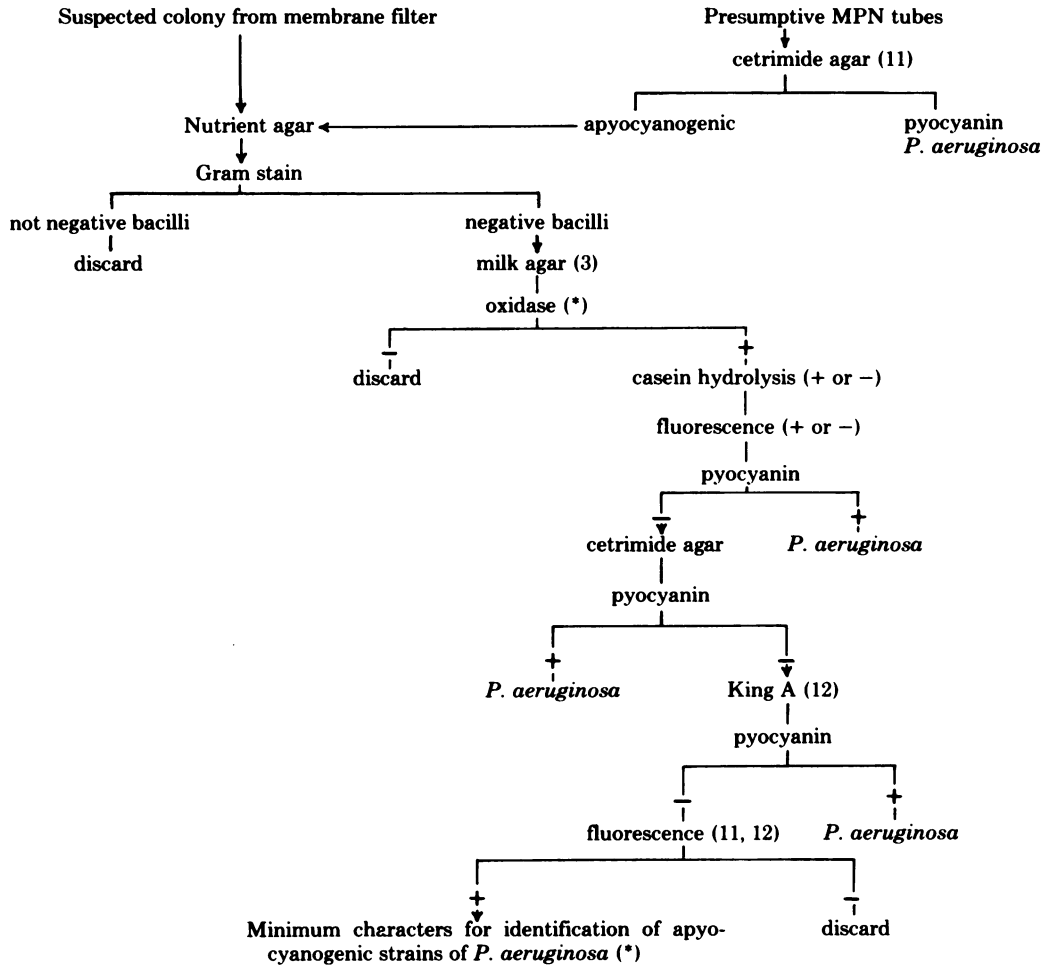 Suspected colony from membrane filter
Presumptive MPN tubes
cetrimide agar (11)
Nutrient agar
apyocyanogenic
pyocyanin
P. aeruginosa
Gram stain
not negative bacilli
negative bacilli
discard
milk agar (3)
oxidase (*)
−
+
discard
casein hydrolysis (+ or −)
fluorescence (+ or −)
pyocyanin
−
+
cetrimide agar
P. aeruginosa
pyocyanin
+
−
P. aeruginosa
King A (12)
pyocyanin
−
+
fluorescence (11, 12)
P. aeruginosa
+
−
Minimum characters for identification of apyo-
cyanogenic strains of P. aeruginosa (*)
discard